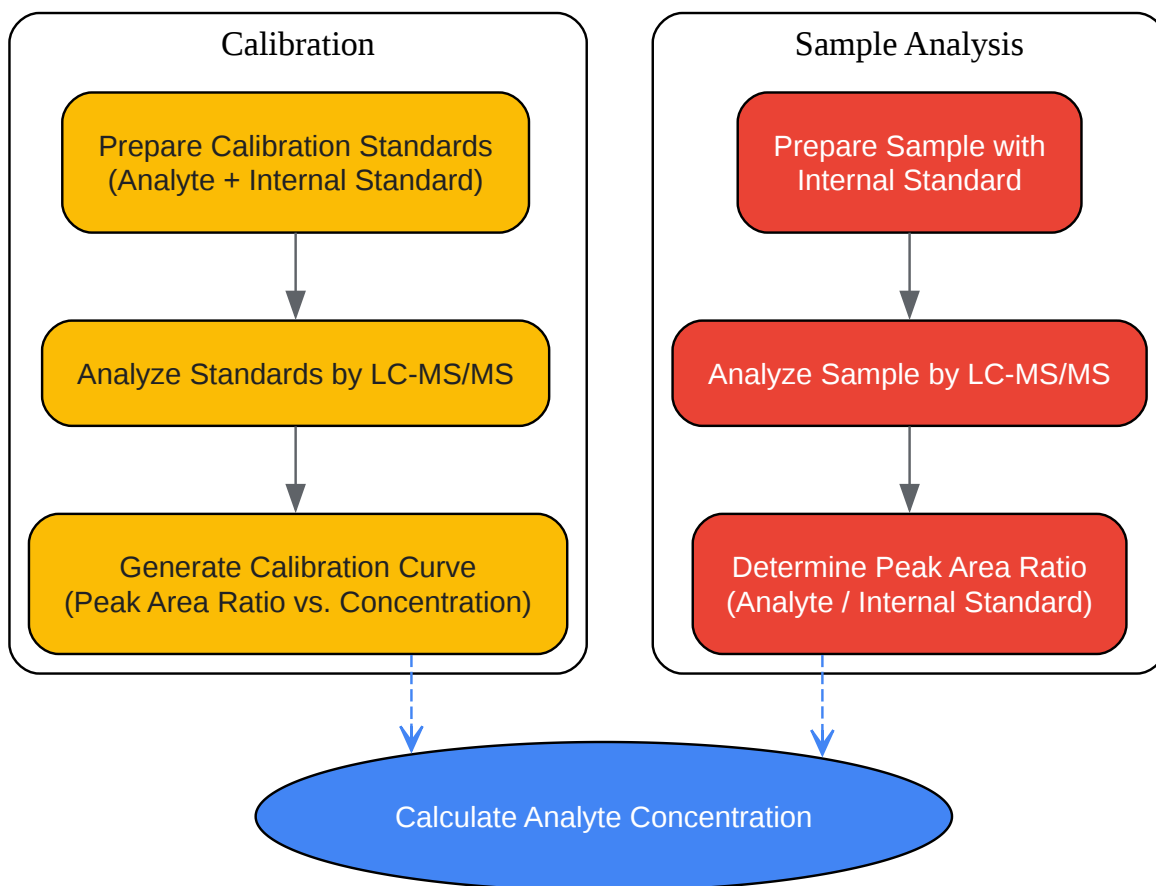 Calibration
Prepare Calibration Standards
(Analyte + Internal Standard)
Analyze Standards by LC-MS/MS
Generate Calibration Curve
(Peak Area Ratio vs. Concentration)
Sample Analysis
Prepare Sample with
Internal Standard
Analyze Sample by LC-MS/MS
Determine Peak Area Ratio
(Analyte / Internal Standard)
Calculate Analyte Concentration